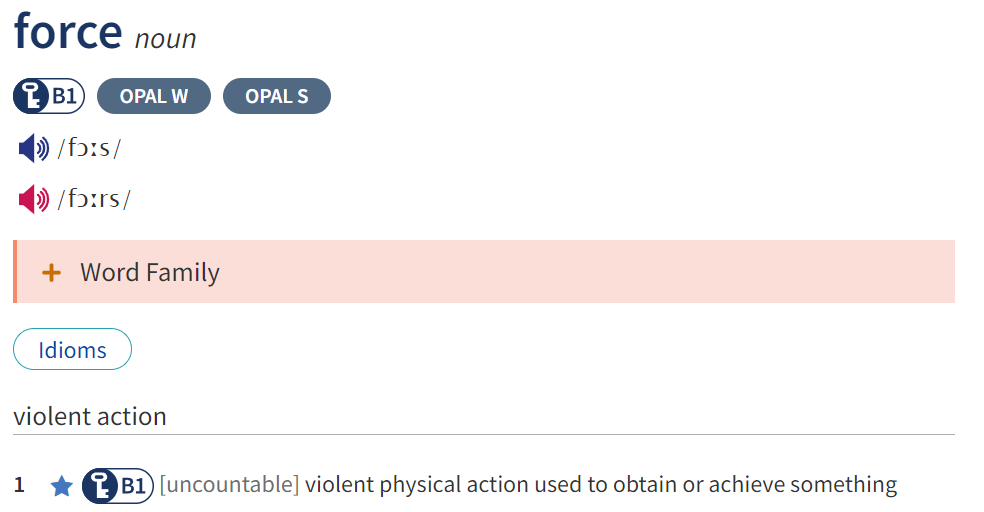 force noun
B1 OPAL W OPAL S
/fɔːs/
/fɔːrs/
+ Word Family
Idioms
violent action
1 B1 [uncountable] violent physical action used to obtain or achieve something